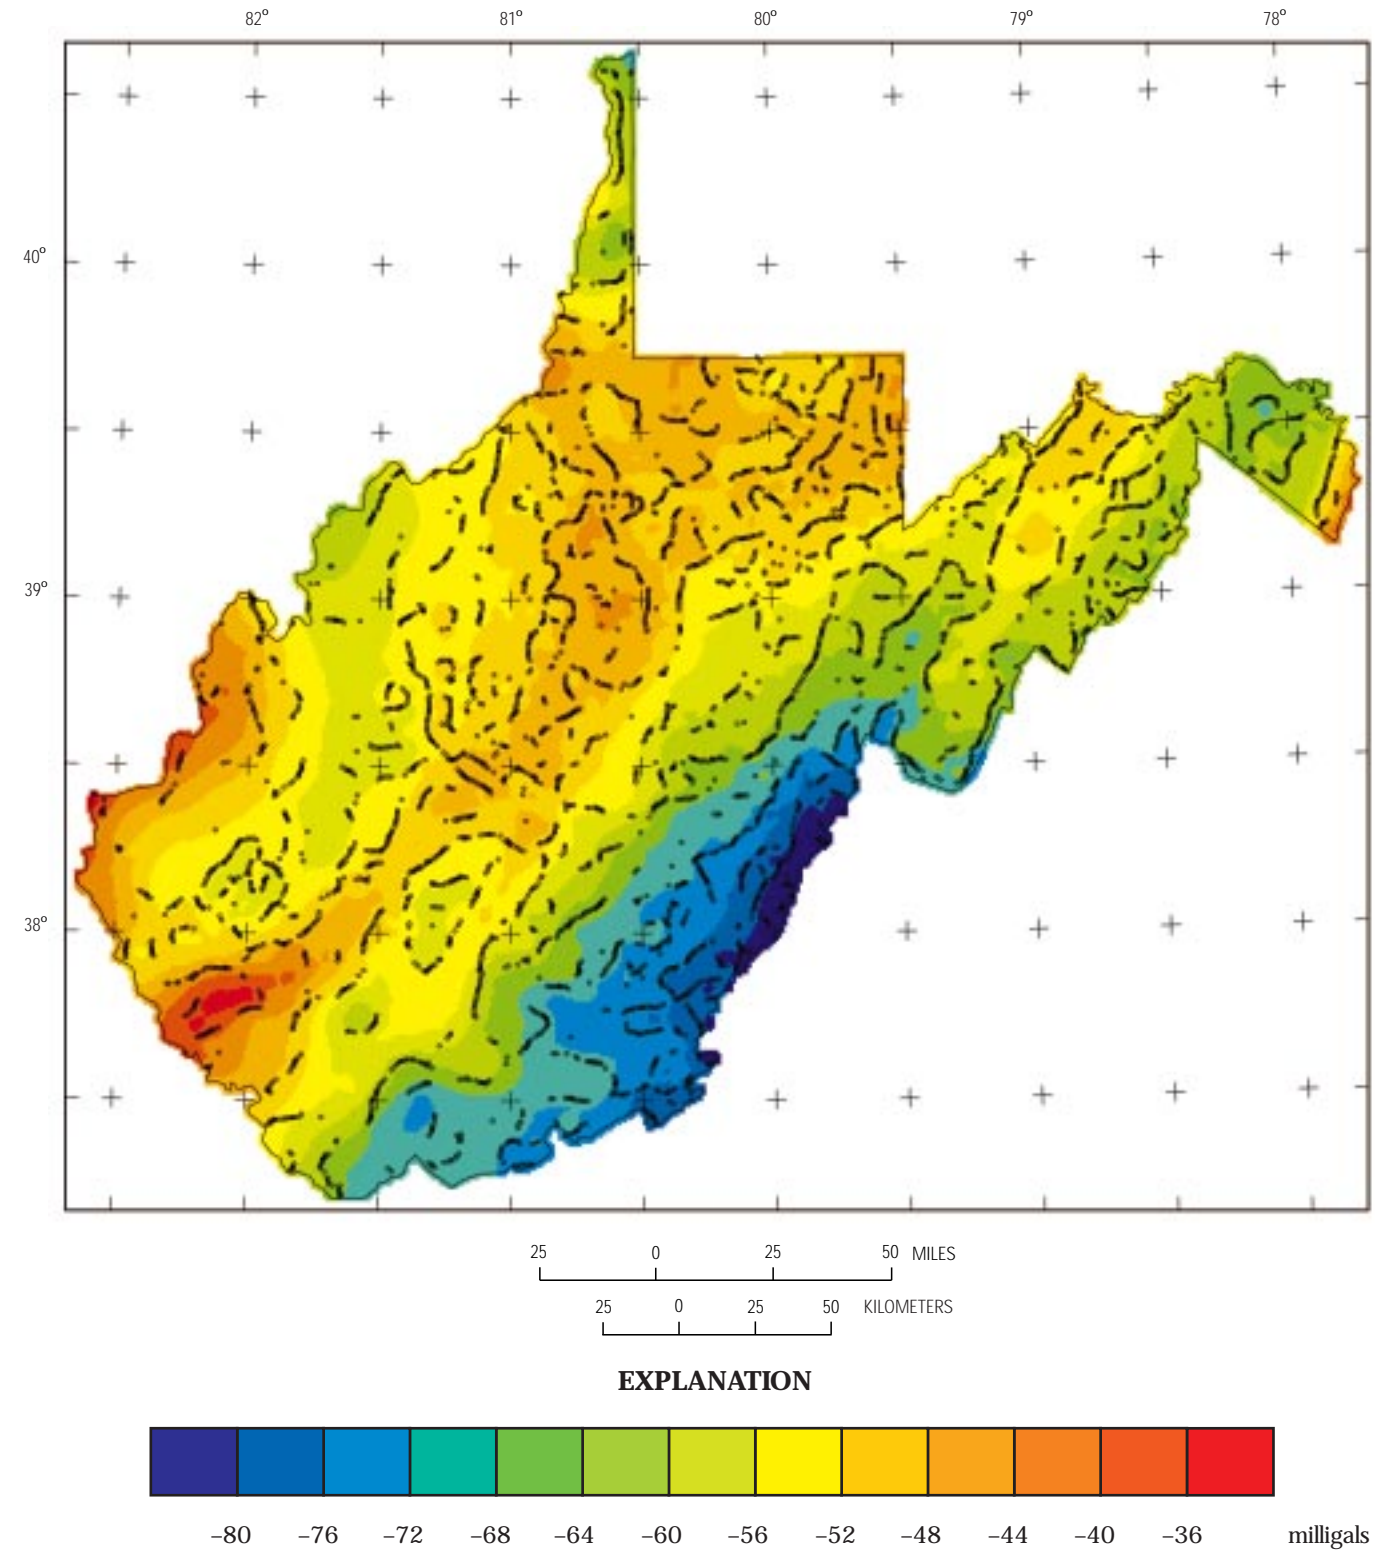 82° 81° 80° 79° 78°
40°
39°
38°
25 0 25 50 MILES
25 0 25 50 KILOMETERS
EXPLANATION
−80 −76 −72 −68 −64 −60 −56 −52 −48 −44 −40 −36 milligals